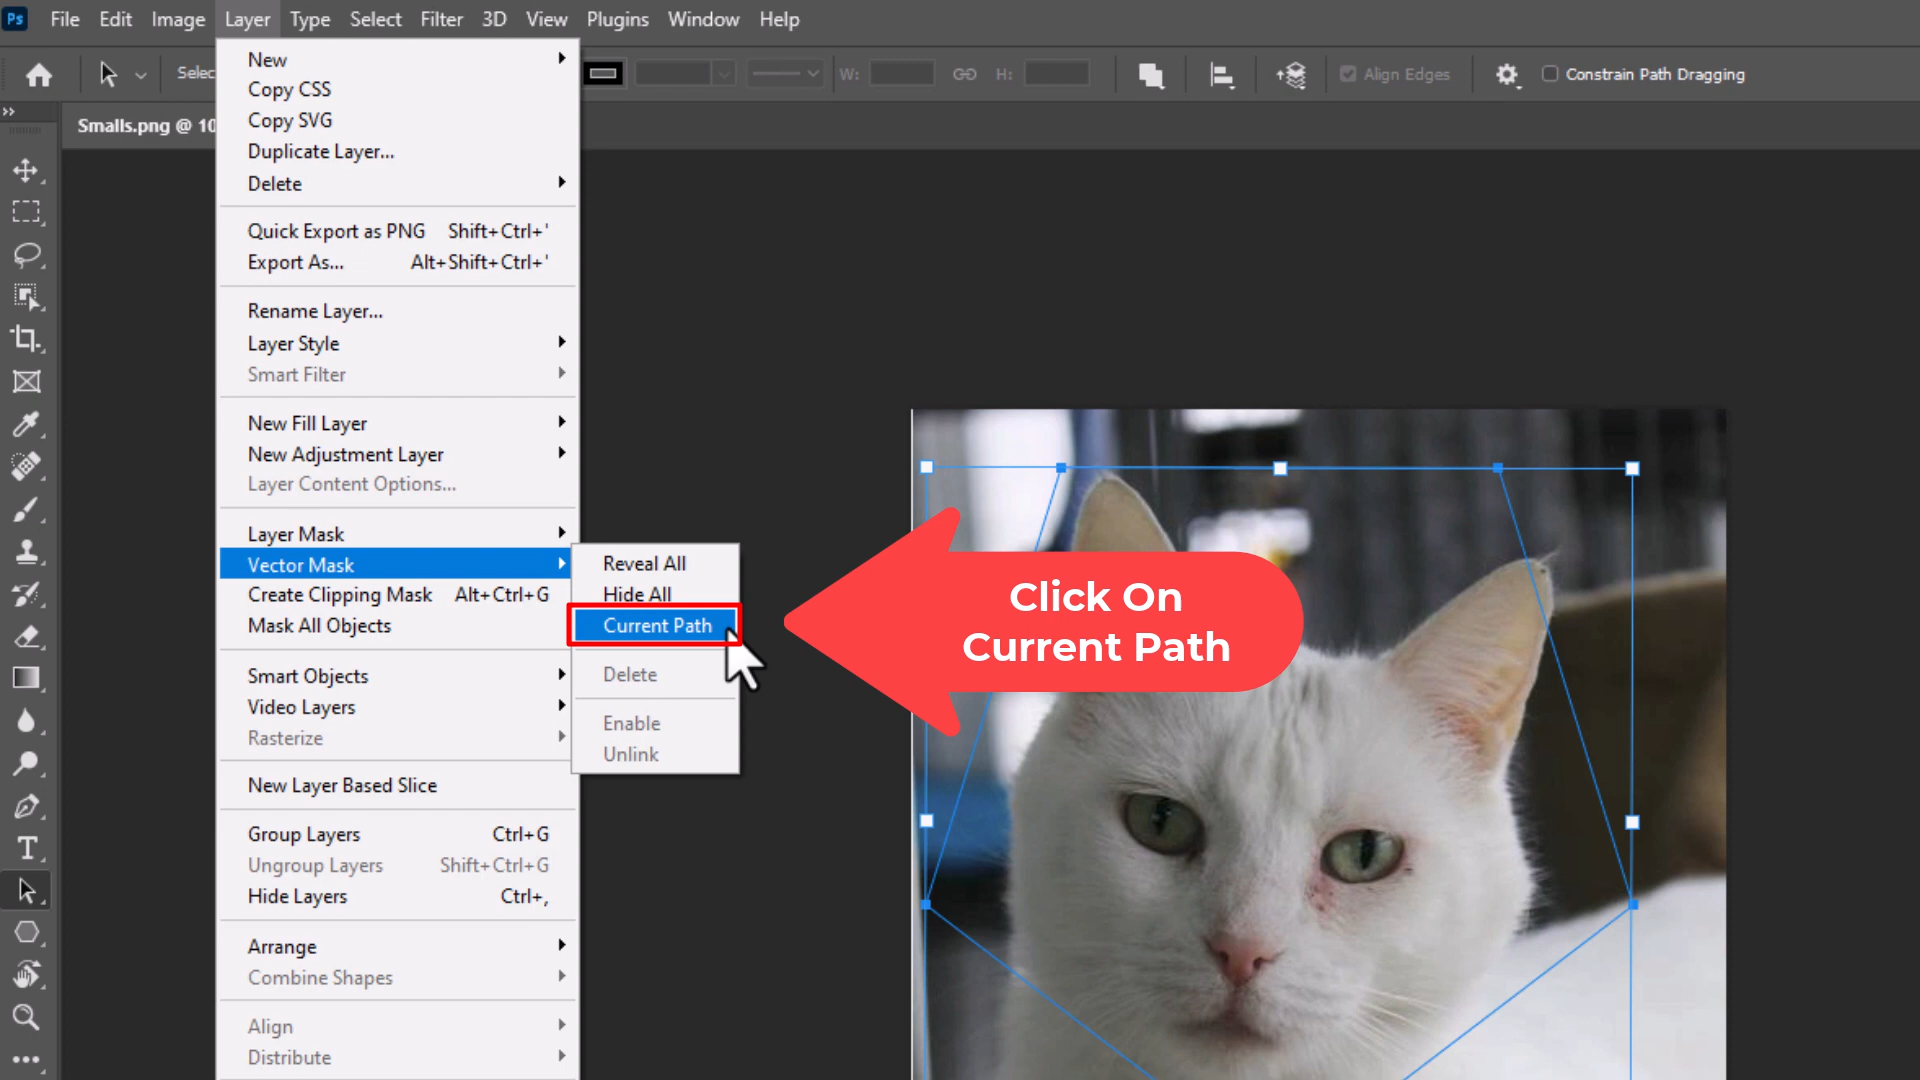 Ps File Edit Image Layer Type Select Filter 3D View Plugins Window Help
Selec W: H: Align Edges Constrain Path Dragging
Smalls.png @ 10
New
Copy CSS
Copy SVG
Duplicate Layer...
Delete
Quick Export as PNG Shift+Ctrl+'
Export As... Alt+Shift+Ctrl+'
Rename Layer...
Layer Style
Smart Filter
New Fill Layer
New Adjustment Layer
Layer Content Options...
Layer Mask
Vector Mask
Create Clipping Mask Alt+Ctrl+G
Mask All Objects
Smart Objects
Video Layers
Rasterize
New Layer Based Slice
Group Layers Ctrl+G
Ungroup Layers Shift+Ctrl+G
Hide Layers Ctrl+,
Arrange
Combine Shapes
Align
Distribute
Reveal All
Hide All
Current Path
Delete
Enable
Unlink
Click On
Current Path